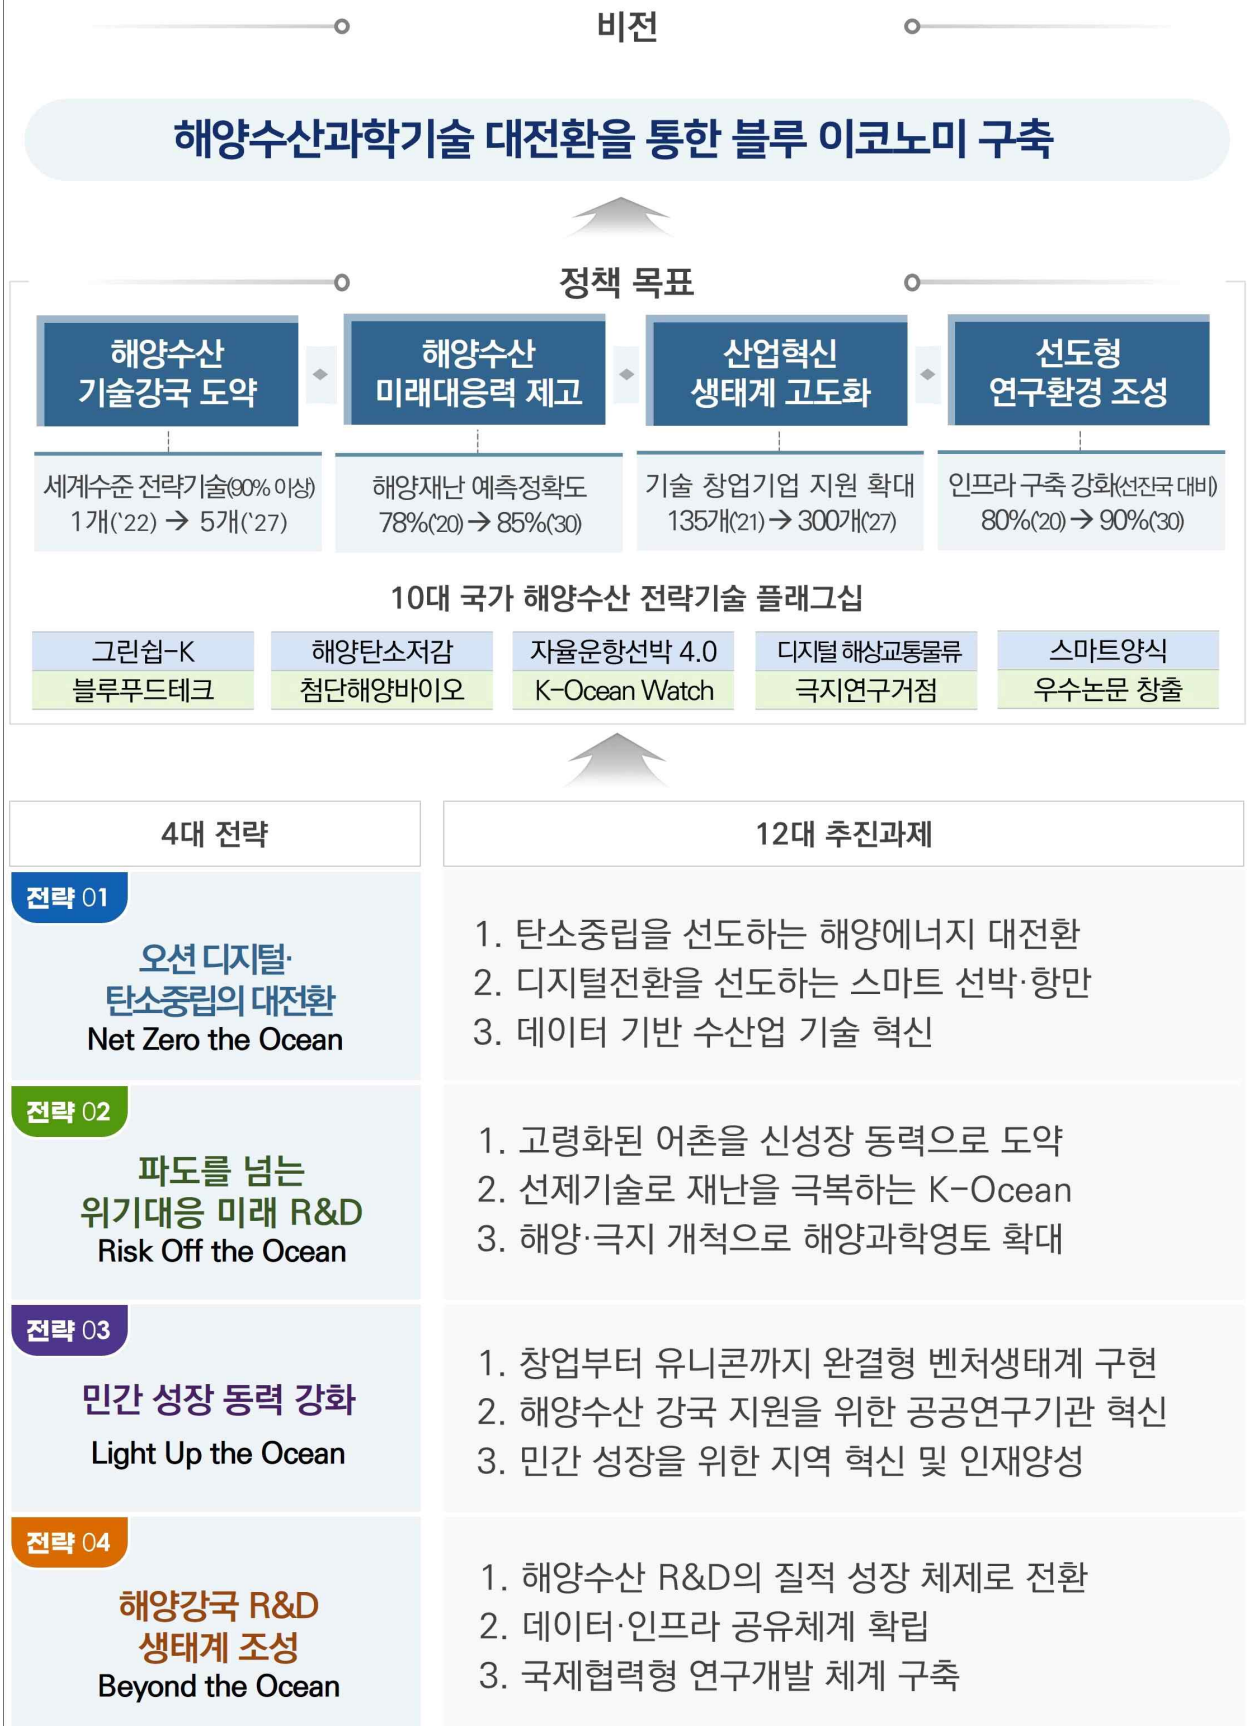 비전
해양수산과학기술 대전환을 통한 블루 이코노미 구축
정책 목표
해양수산
기술강국 도약
해양수산
미래대응력 제고
산업혁신
생태계 고도화
선도형
연구환경 조성
세계수준 전략기술(90% 이상)
1개(‘22) → 5개(‘27)
해양재난 예측정확도
78%(‘20) → 85%(‘30)
기술 창업기업 지원 확대
135개(‘21) → 300개(‘27)
인프라 구축 강화(선진국 대비)
80%(‘20) → 90%(‘30)
10대 국가 해양수산 전략기술 플래그십
그린쉽-K
해양탄소저감
자율운항선박 4.0
디지털 해상교통물류
스마트양식
블루푸드테크
첨단해양바이오
K-Ocean Watch
극지연구거점
우수논문 창출
4대 전략
12대 추진과제
전략 01
오션 디지털·
탄소중립의 대전환
Net Zero the Ocean
1. 탄소중립을 선도하는 해양에너지 대전환
2. 디지털전환을 선도하는 스마트 선박·항만
3. 데이터 기반 수산업 기술 혁신
전략 02
파도를 넘는
위기대응 미래 R&D
Risk Off the Ocean
1. 고령화된 어촌을 신성장 동력으로 도약
2. 선제기술로 재난을 극복하는 K-Ocean
3. 해양·극지 개척으로 해양과학영토 확대
전략 03
민간 성장 동력 강화
Light Up the Ocean
1. 창업부터 유니콘까지 완결형 벤처생태계 구현
2. 해양수산 강국 지원을 위한 공공연구기관 혁신
3. 민간 성장을 위한 지역 혁신 및 인재양성
전략 04
해양강국 R&D
생태계 조성
Beyond the Ocean
1. 해양수산 R&D의 질적 성장 체제로 전환
2. 데이터·인프라 공유체계 확립
3. 국제협력형 연구개발 체계 구축